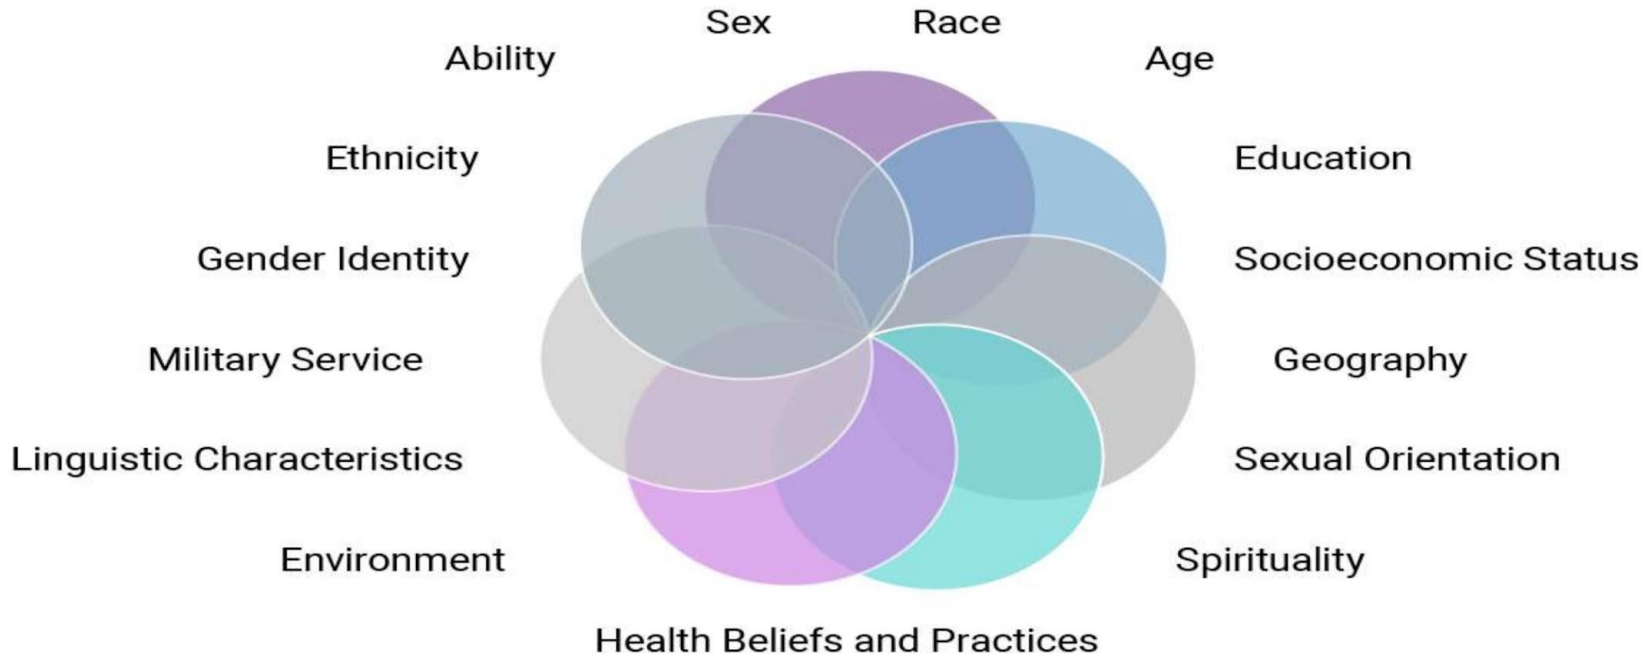 Sex
Race
Ability
Age
Ethnicity
Education
Gender Identity
Socioeconomic Status
Military Service
Geography
Linguistic Characteristics
Sexual Orientation
Environment
Spirituality
Health Beliefs and Practices